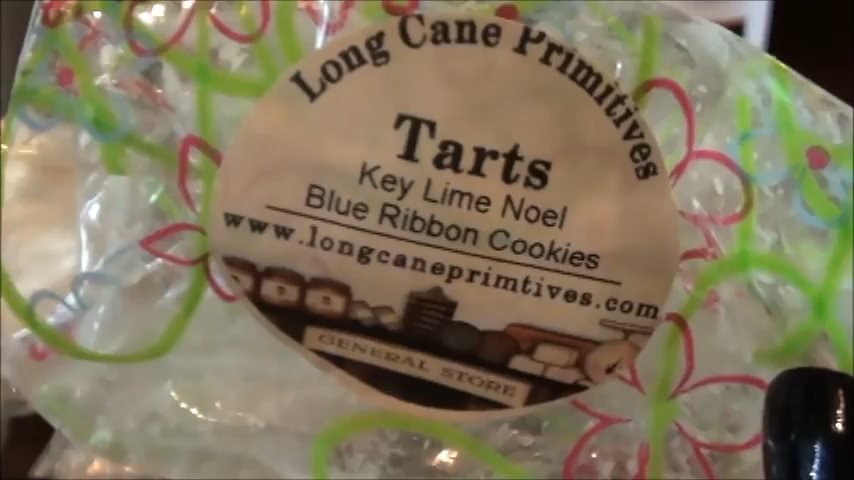 Long Cane Primitives
Tarts
Key Lime Noel
Blue Ribbon Cookies
www.longcaneprimtives.com
GENERAL STORE